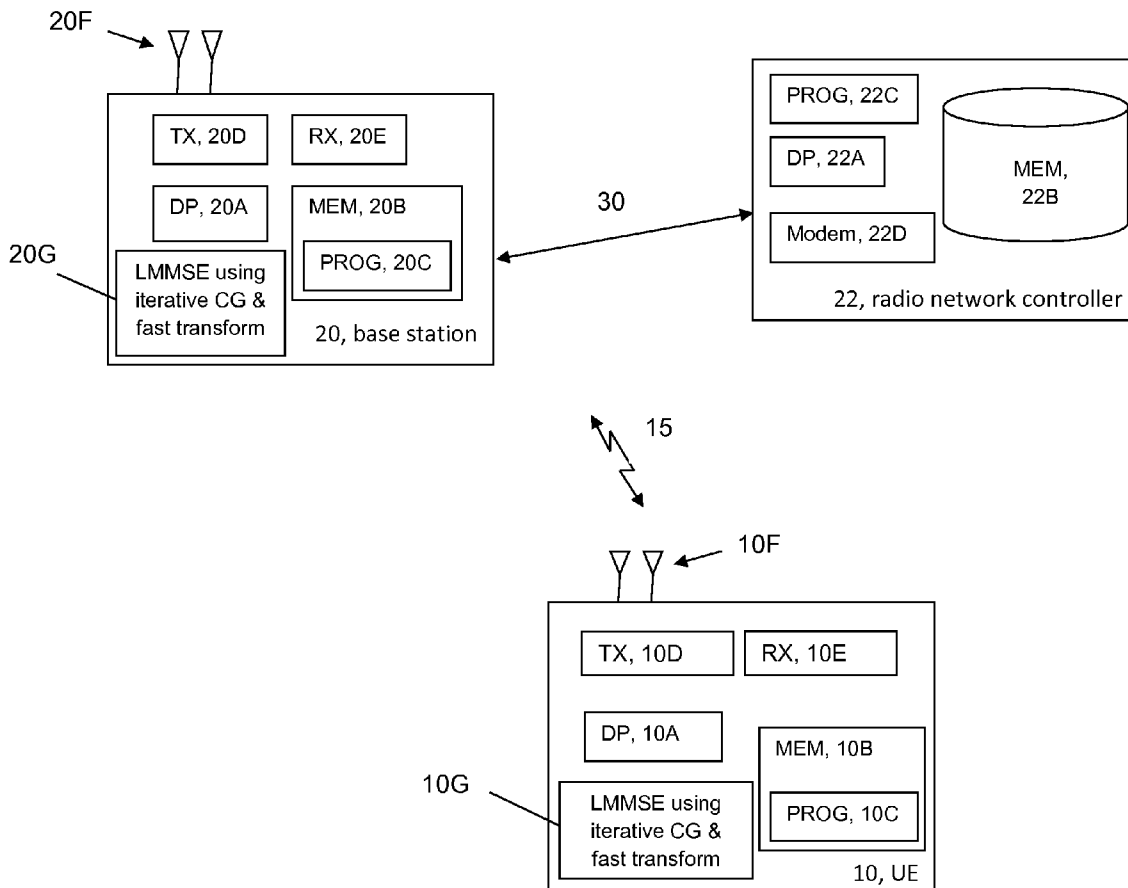 20F
TX, 20D
RX, 20E
DP, 20A
MEM, 20B
PROG, 20C
20G
LMMSE using
iterative CG &
fast transform
20, base station
30
PROG, 22C
DP, 22A
MEM,
22B
Modem, 22D
22, radio network controller
15
10F
TX, 10D
RX, 10E
DP, 10A
MEM, 10B
PROG, 10C
10G
LMMSE using
iterative CG &
fast transform
10, UE